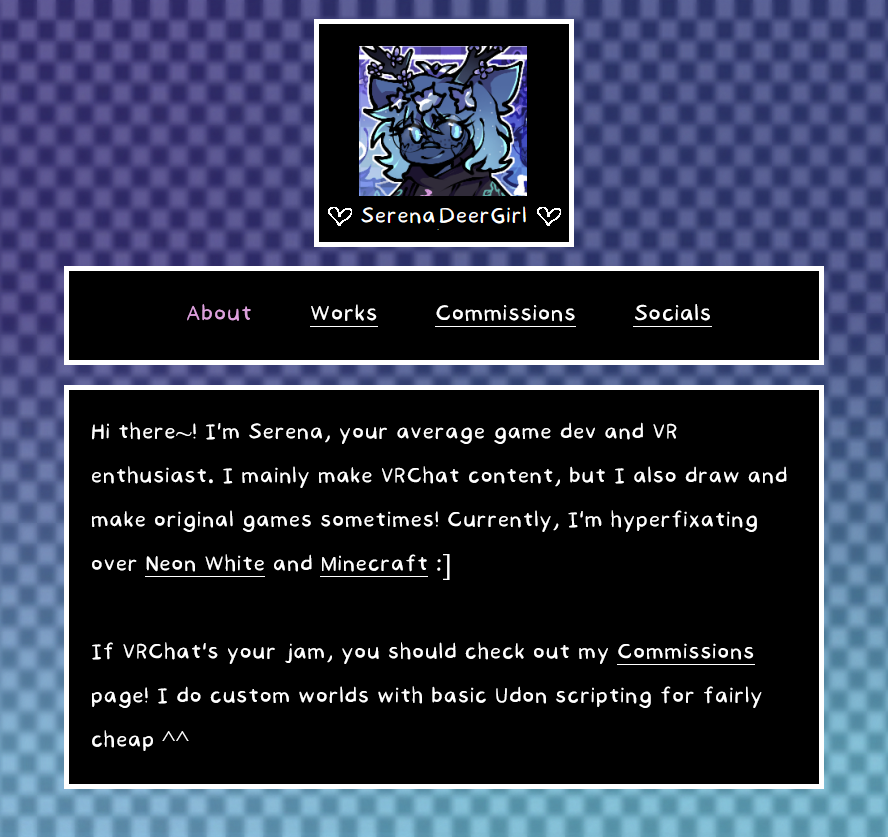 ♡ SerenaDeerGirl ♡
About Works Commissions Socials
Hi there~! I'm Serena, your average game dev and VR
enthusiast. I mainly make VRChat content, but I also draw and
make original games sometimes! Currently, I'm hyperfixating
over Neon White and Minecraft :]
If VRChat's your jam, you should check out my Commissions
page! I do custom worlds with basic Udon scripting for fairly
cheap ^^